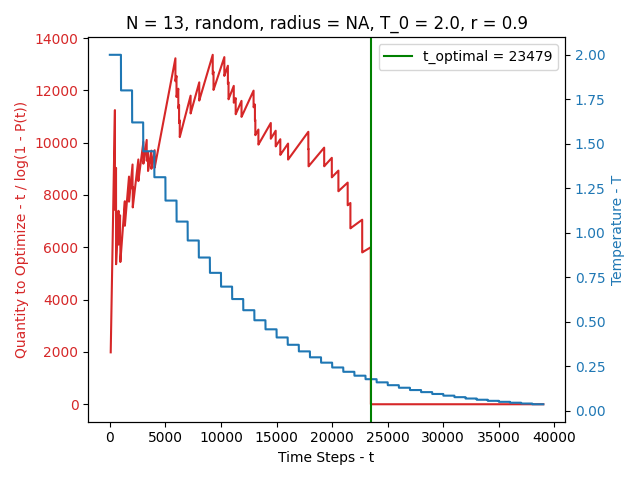 N = 13, random, radius = NA, T_0 = 2.0, r = 0.9
t_optimal = 23479
Quantity to Optimize - t / log(1 - P(t))
14000
12000
10000
8000
6000
4000
2000
0
2.00
1.75
1.50
1.25
1.00
0.75
0.50
0.25
0.00
Temperature - T
0 5000 10000 15000 20000 25000 30000 35000 40000
Time Steps - t